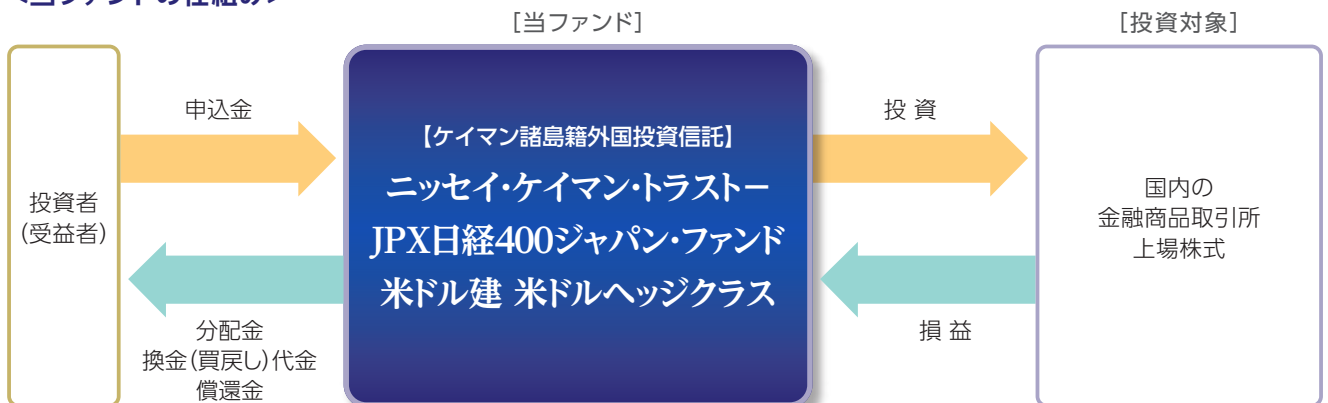 [当ファンド]
[投資対象]
投資者
(受益者)
申込金
分配金
換金(買戻し)代金
償還金
【ケイマン諸島籍外国投資信託】
ニッセイ・ケイマン・トラスト－
JPX日経400ジャパン・ファンド
米ドル建 米ドルヘッジクラス
投 資
損 益
国内の
金融商品取引所
上場株式